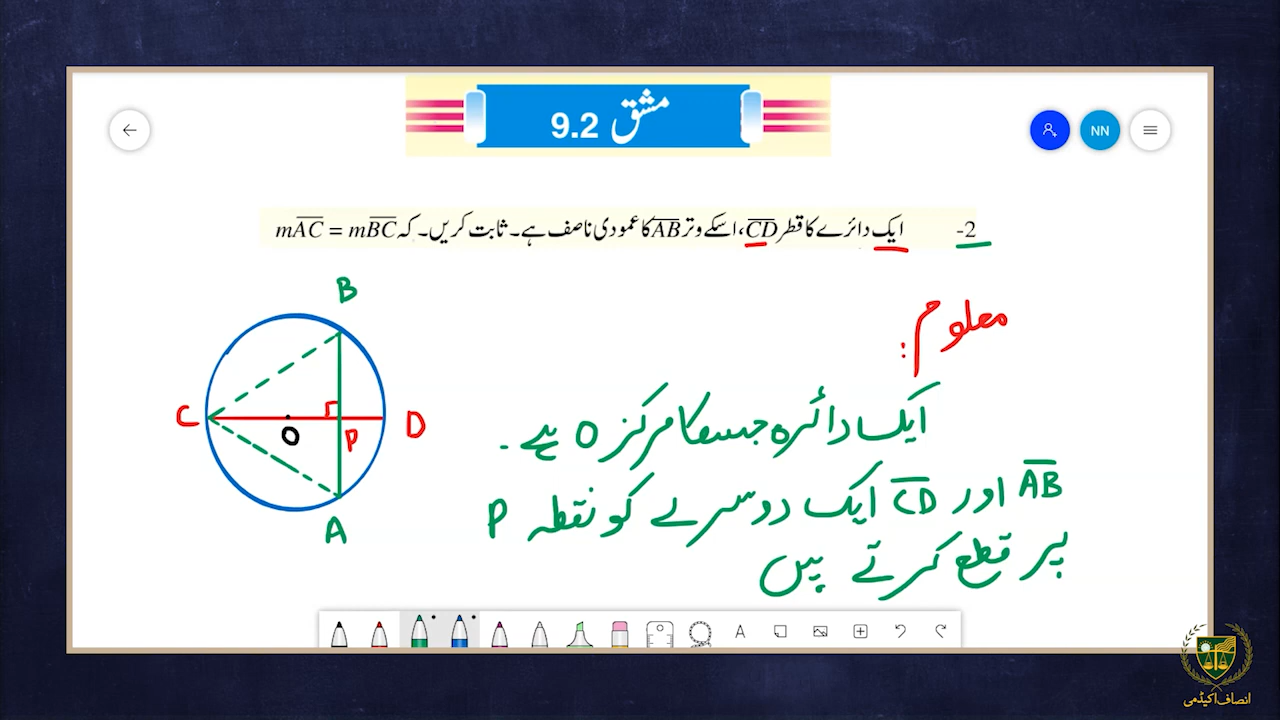 مشق 9.2
NN
-2 ایک دائرے کا قطر CD، اسکے وتر AB کا عمودی ناصف ہے۔ ثابت کریں۔ کہ mAC = mBC
معلوم:
ایک دائرہ جسکا مرکز O ہے۔
AB اور CD ایک دوسرے کو نقطہ P
پر قطع کرتے ہیں
B
C
O
P
D
A
A
انصاف اکیڈمی